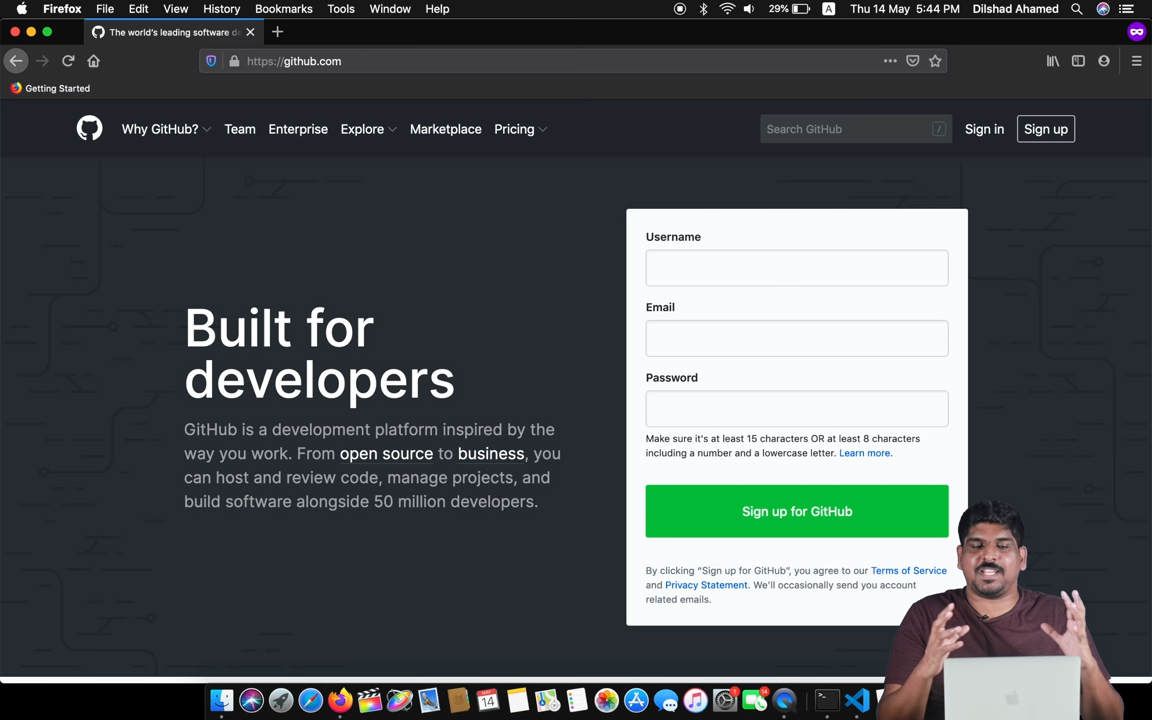 Firefox File Edit View History Bookmarks Tools Window Help 29% A Thu 14 May 5:44 PM Dilshad Ahamed
The world's leading software d
https://github.com
Getting Started
Why GitHub? Team Enterprise Explore Marketplace Pricing Search GitHub / Sign in Sign up
Built for
developers
GitHub is a development platform inspired by the
way you work. From open source to business, you
can host and review code, manage projects, and
build software alongside 50 million developers.
Username
Email
Password
Make sure it's at least 15 characters OR at least 8 characters
including a number and a lowercase letter. Learn more.
Sign up for GitHub
By clicking “Sign up for GitHub”, you agree to our Terms of Service
and Privacy Statement. We'll occasionally send you account
related emails.
14